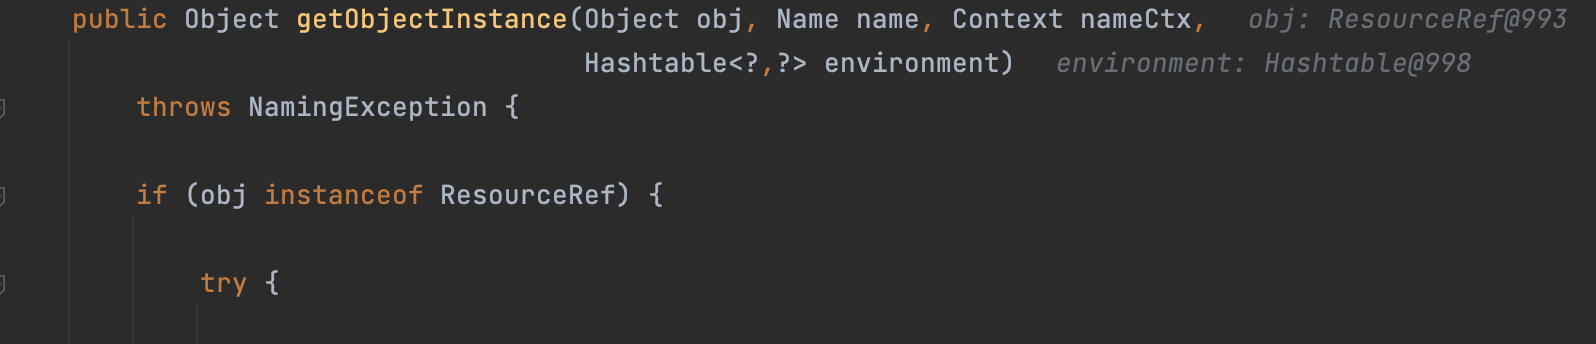 public Object getObjectInstance(Object obj, Name name, Context nameCtx, obj: ResourceRef@993
Hashtable<?,?> environment) environment: Hashtable@998
throws NamingException {
if (obj instanceof ResourceRef) {
try {